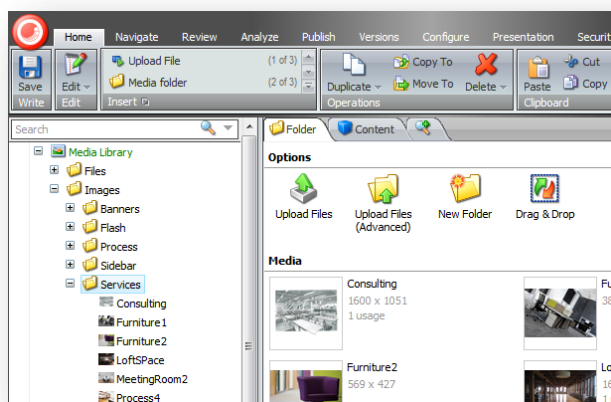 Home Navigate Review Analyze Publish Versions Configure Presentation
Save
Write
Edit
Edit
Upload File (1 of 3)
Media folder (2 of 3)
Insert
Duplicate
Copy To
Move To
Delete
Operations
Paste
Cut
Copy
Clipboard
Search
Folder Content
Media Library
Files
Images
Banners
Flash
Process
Sidebar
Services
Consulting
Furniture1
Furniture2
LoftSPace
MeetingRoom2
Process4
Options
Upload Files
Upload Files
(Advanced)
New Folder
Drag & Drop
Media
Consulting
1600 x 1051
1 usage
Furniture2
569 x 427